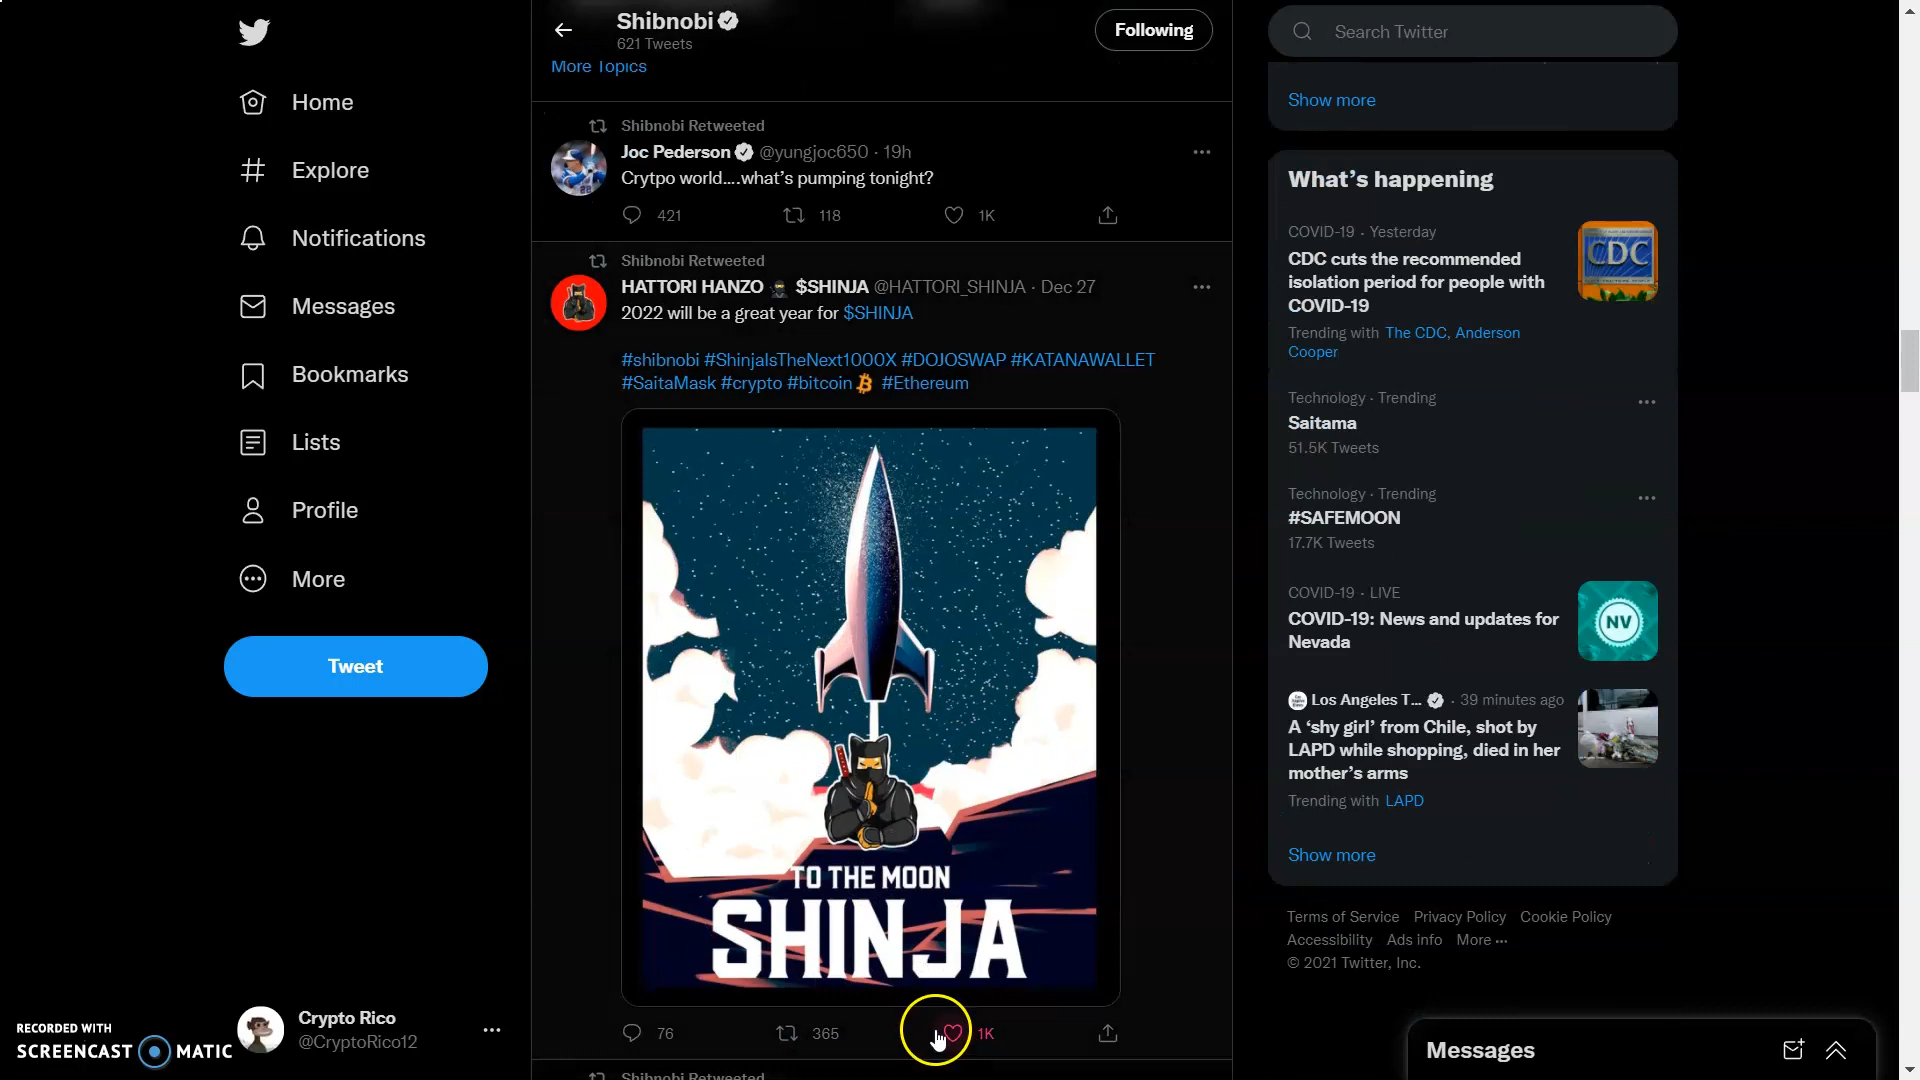 Home
Explore
Notifications
Messages
Bookmarks
Lists
Profile
More
Tweet
Crypto Rico
@CryptoRico12
RECORDED WITH
SCREENCAST MATIC
Shibnobi
621 Tweets
Following
More Topics
Shibnobi Retweeted
Joc Pederson @yungjoc650 · 19h
Crytpo world....what's pumping tonight?
421 118 1K
Shibnobi Retweeted
HATTORI HANZO 🥷 $SHINJA @HATTORI_SHINJA · Dec 27
2022 will be a great year for $SHINJA
#shibnobi #ShinjaIsTheNext1000X #DOJOSWAP #KATANAWALLET
#SaitaMask #crypto #bitcoin #Ethereum
22
TO THE MOON
SHINJA
76 365 1K
Shibnobi Retweeted
Search Twitter
Show more
What's happening
COVID-19 · Yesterday
CDC cuts the recommended
isolation period for people with
COVID-19
CDC
Trending with The CDC, Anderson
Cooper
Technology · Trending
Saitama
51.5K Tweets
Technology · Trending
#SAFEMOON
17.7K Tweets
COVID-19 · LIVE
COVID-19: News and updates for
Nevada
NV
Los Angeles T... · 39 minutes ago
A ‘shy girl’ from Chile, shot by
LAPD while shopping, died in her
mother’s arms
Trending with LAPD
Show more
Terms of Service Privacy Policy Cookie Policy
Accessibility Ads info More ···
© 2021 Twitter, Inc.
Messages